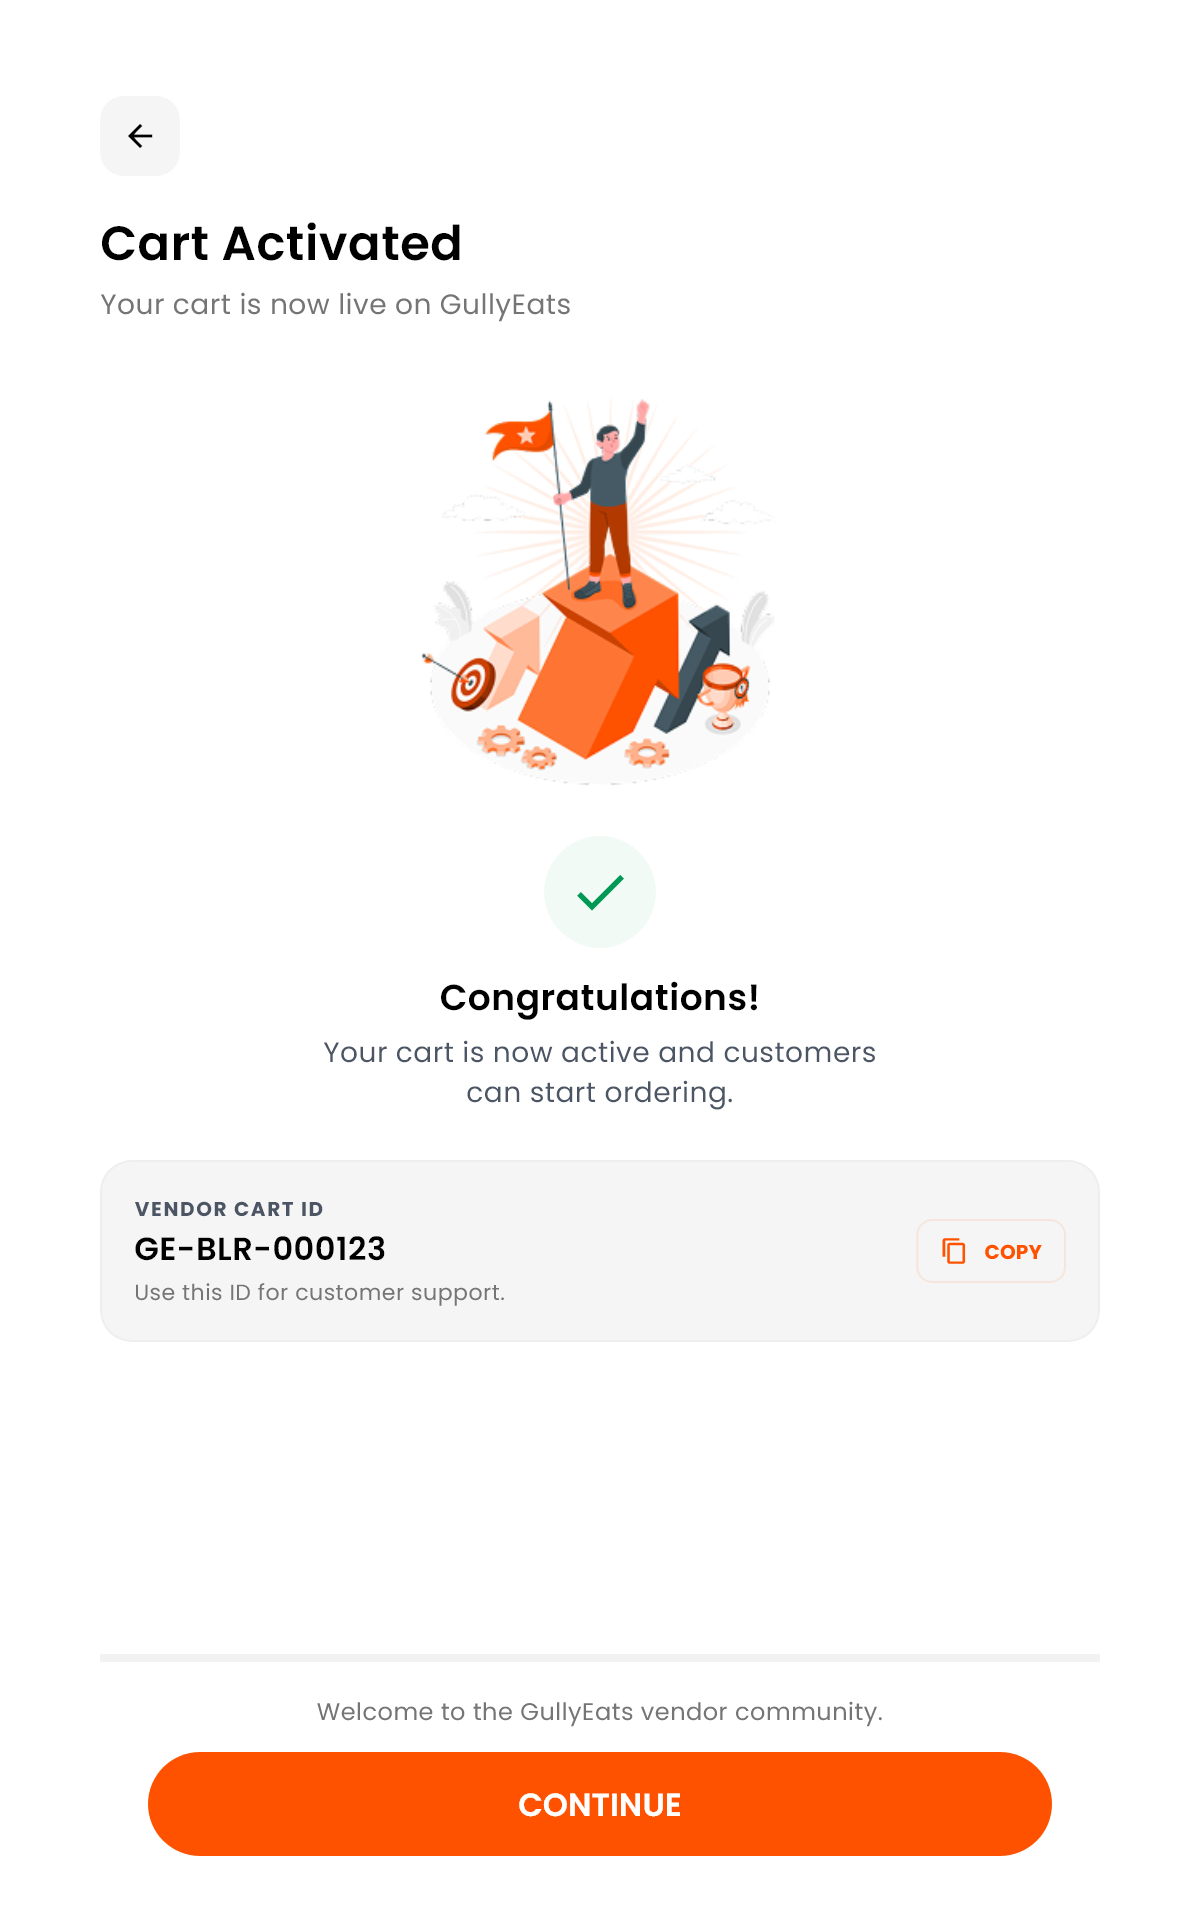 Cart Activated
Your cart is now live on GullyEats
Congratulations!
Your cart is now active and customers
can start ordering.
VENDOR CART ID
GE-BLR-000123
COPY
Use this ID for customer support.
Welcome to the GullyEats vendor community.
CONTINUE